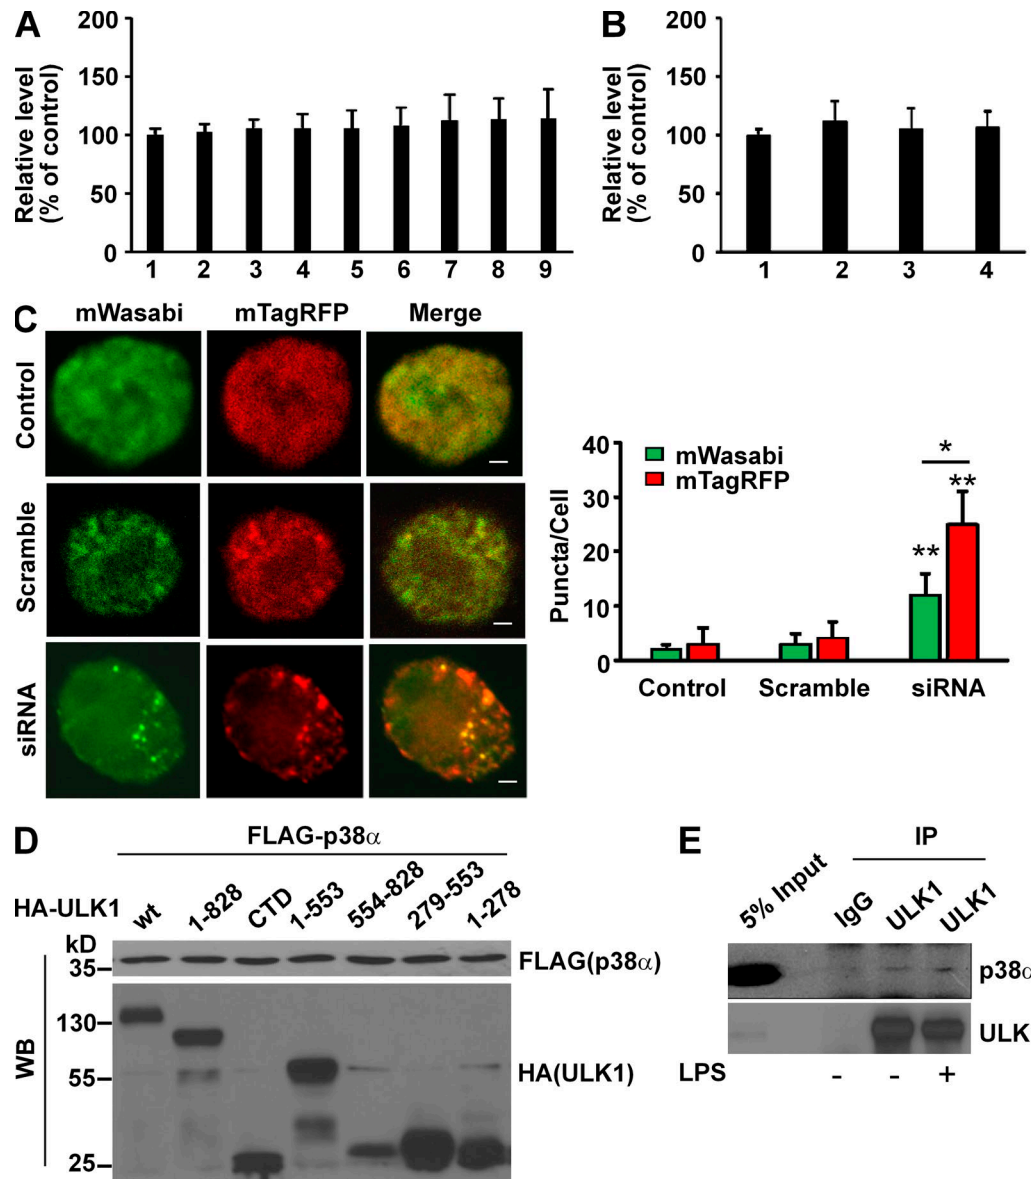 A
Relative level
(% of control)
200
150
100
50
0
1 2 3 4 5 6 7 8 9
B
Relative level
(% of control)
200
150
100
50
0
1 2 3 4
C
mWasabi mTagRFP Merge
Control
Scramble
siRNA
Puncta/Cell
40
30
20
10
0
mWasabi
mTagRFP
*
**
**
Control Scramble siRNA
D
FLAG-p38α
HA-ULK1 wt 1-828 CTD 1-553 554-828 279-553 1-278
kD
35
FLAG(p38α)
WB
130
55
25
HA(ULK1)
E
IP
5% Input IgG ULK1 ULK1
p38α
ULK
LPS - - +